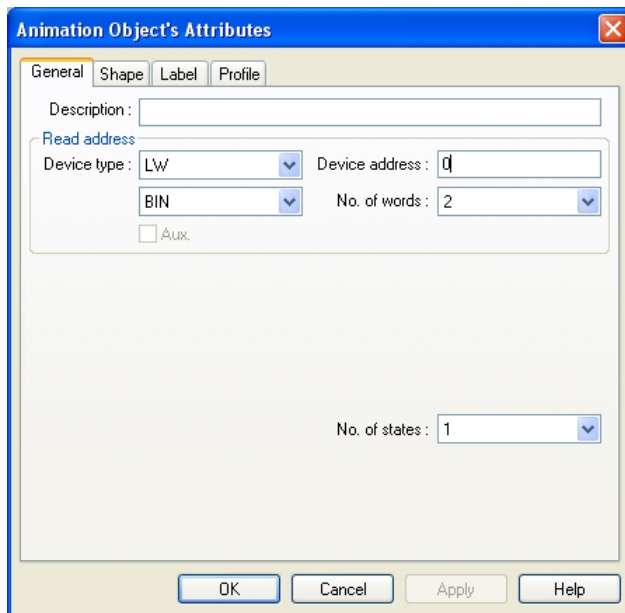 Animation Object's Attributes
General Shape Label Profile
Description :
Read address
Device type : LW Device address : 0
BIN No. of words : 2
Aux.
No. of states : 1
OK Cancel Apply Help